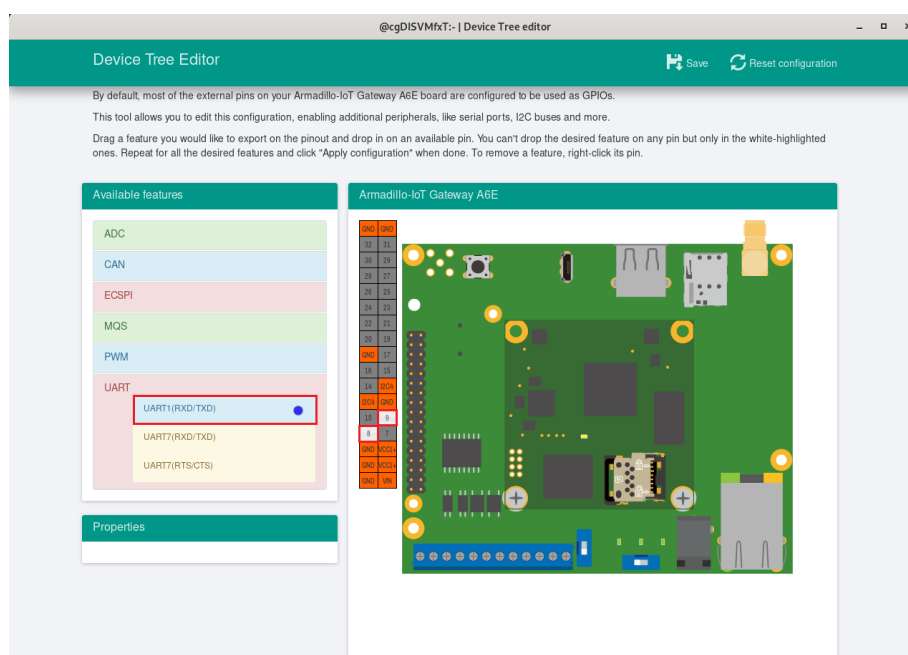 @cgDISVMfxT:~ | Device Tree editor
Device Tree Editor
Save
Reset configuration
By default, most of the external pins on your Armadillo-IoT Gateway A6E board are configured to be used as GPIOs.
This tool allows you to edit this configuration, enabling additional peripherals, like serial ports, I2C buses and more.
Drag a feature you would like to export on the pinout and drop in on an available pin. You can't drop the desired feature on any pin but only in the white-highlighted
ones. Repeat for all the desired features and click "Apply configuration" when done. To remove a feature, right-click its pin.
Available features
ADC
CAN
ECSPI
MQS
PWM
UART
UART1(RXD/TXD)
UART7(RXD/TXD)
UART7(RTS/CTS)
Properties
Armadillo-IoT Gateway A6E
GND GND
32 31
30 29
28 27
26 25
24 23
22 21
20 19
GND 17
16 15
14 I2C4
I2C4 GND
10 9
8 7
GND VCC(+
GND VCC(+
GND VIN